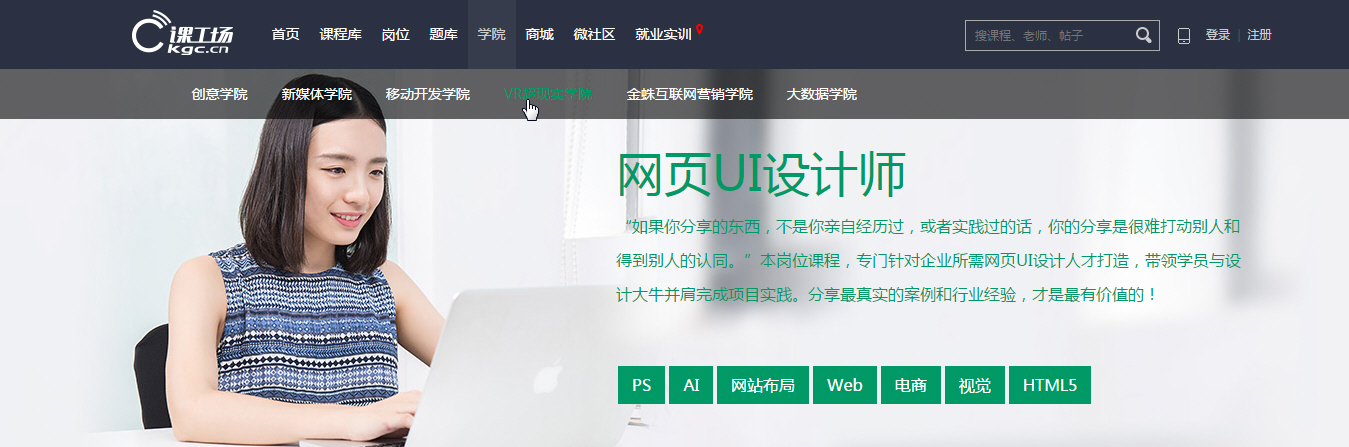 课工场
kgc.cn
首页 课程库 岗位 题库 学院 商城 微社区 就业实训
搜课程、老师、帖子
登录 | 注册
创意学院 新媒体学院 移动开发学院 VR超现实学院 金蛛互联网营销学院 大数据学院
网页UI设计师
“如果你分享的东西，不是你亲自经历过，或者实践过的话，你的分享是很难打动别人和
得到别人的认同。”本岗位课程，专门针对企业所需网页UI设计人才打造，带领学员与设
计大牛并肩完成项目实践。分享最真实的案例和行业经验，才是最有价值的！
PS AI 网站布局 Web 电商 视觉 HTML5